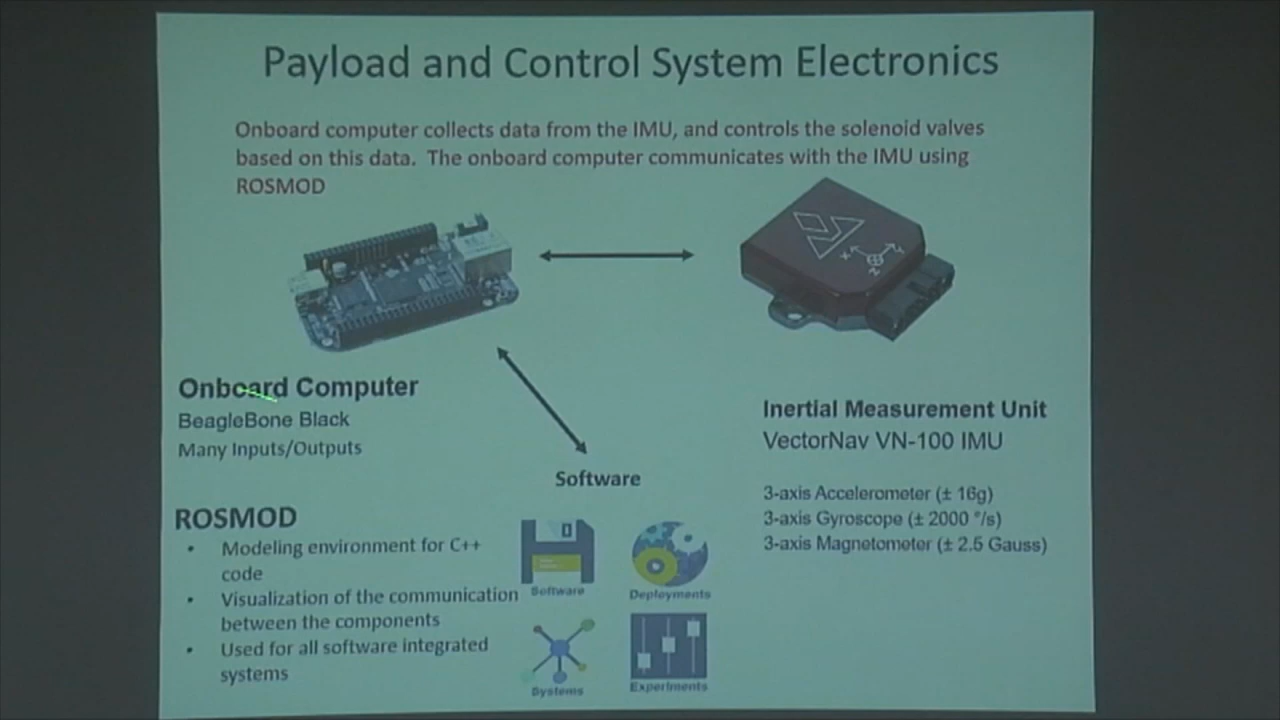 Payload and Control System Electronics
Onboard computer collects data from the IMU, and controls the solenoid valves
based on this data. The onboard computer communicates with the IMU using
ROSMOD
Onboard Computer
BeagleBone Black
Many Inputs/Outputs
Inertial Measurement Unit
VectorNav VN-100 IMU
3-axis Accelerometer (± 16g)
3-axis Gyroscope (± 2000 °/s)
3-axis Magnetometer (± 2.5 Gauss)
Software
ROSMOD
• Modeling environment for C++
code
• Visualization of the communication
between the components
• Used for all software integrated
systems
Software
Deployments
Systems
Experiments